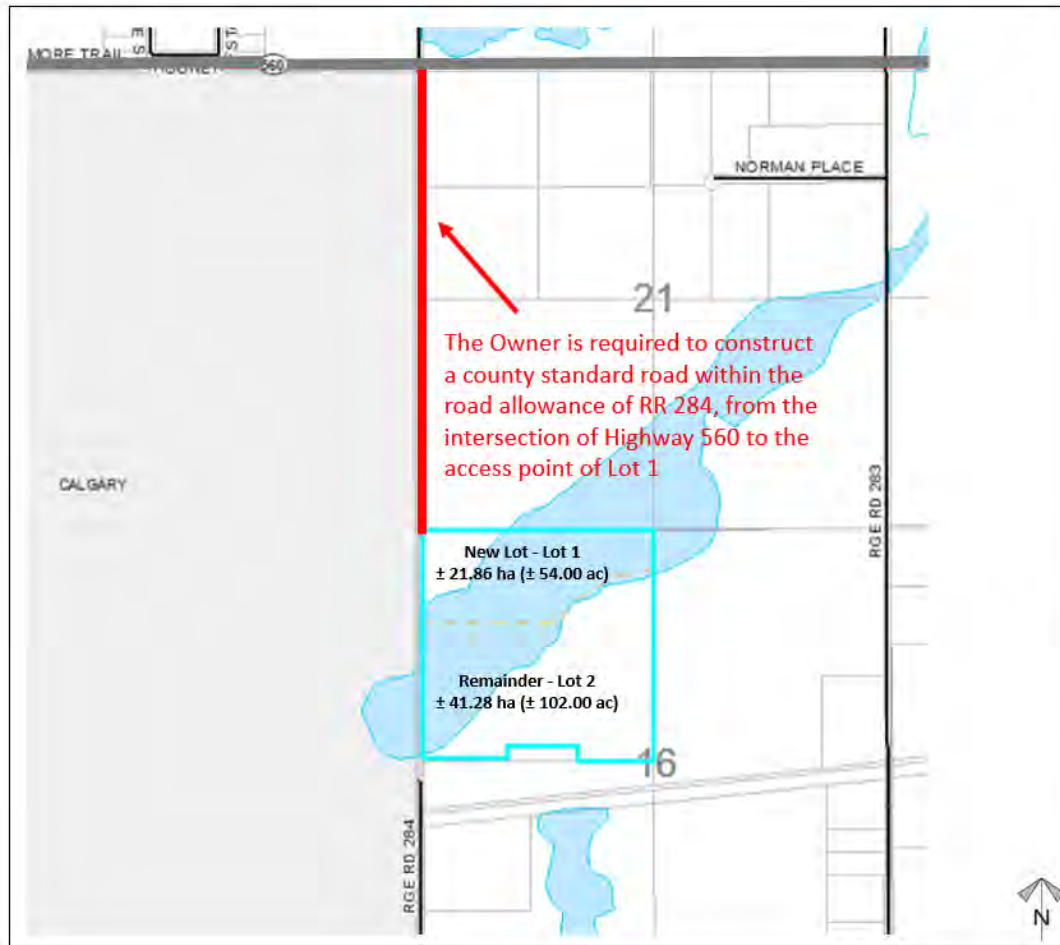 MORE TRAIL
560
NORMAN PLACE
21
The Owner is required to construct
a county standard road within the
road allowance of RR 284, from the
intersection of Highway 560 to the
access point of Lot 1
CALGARY
RGE RD 283
New Lot - Lot 1
± 21.86 ha (± 54.00 ac)
Remainder - Lot 2
± 41.28 ha (± 102.00 ac)
16
RGE RD 284
N